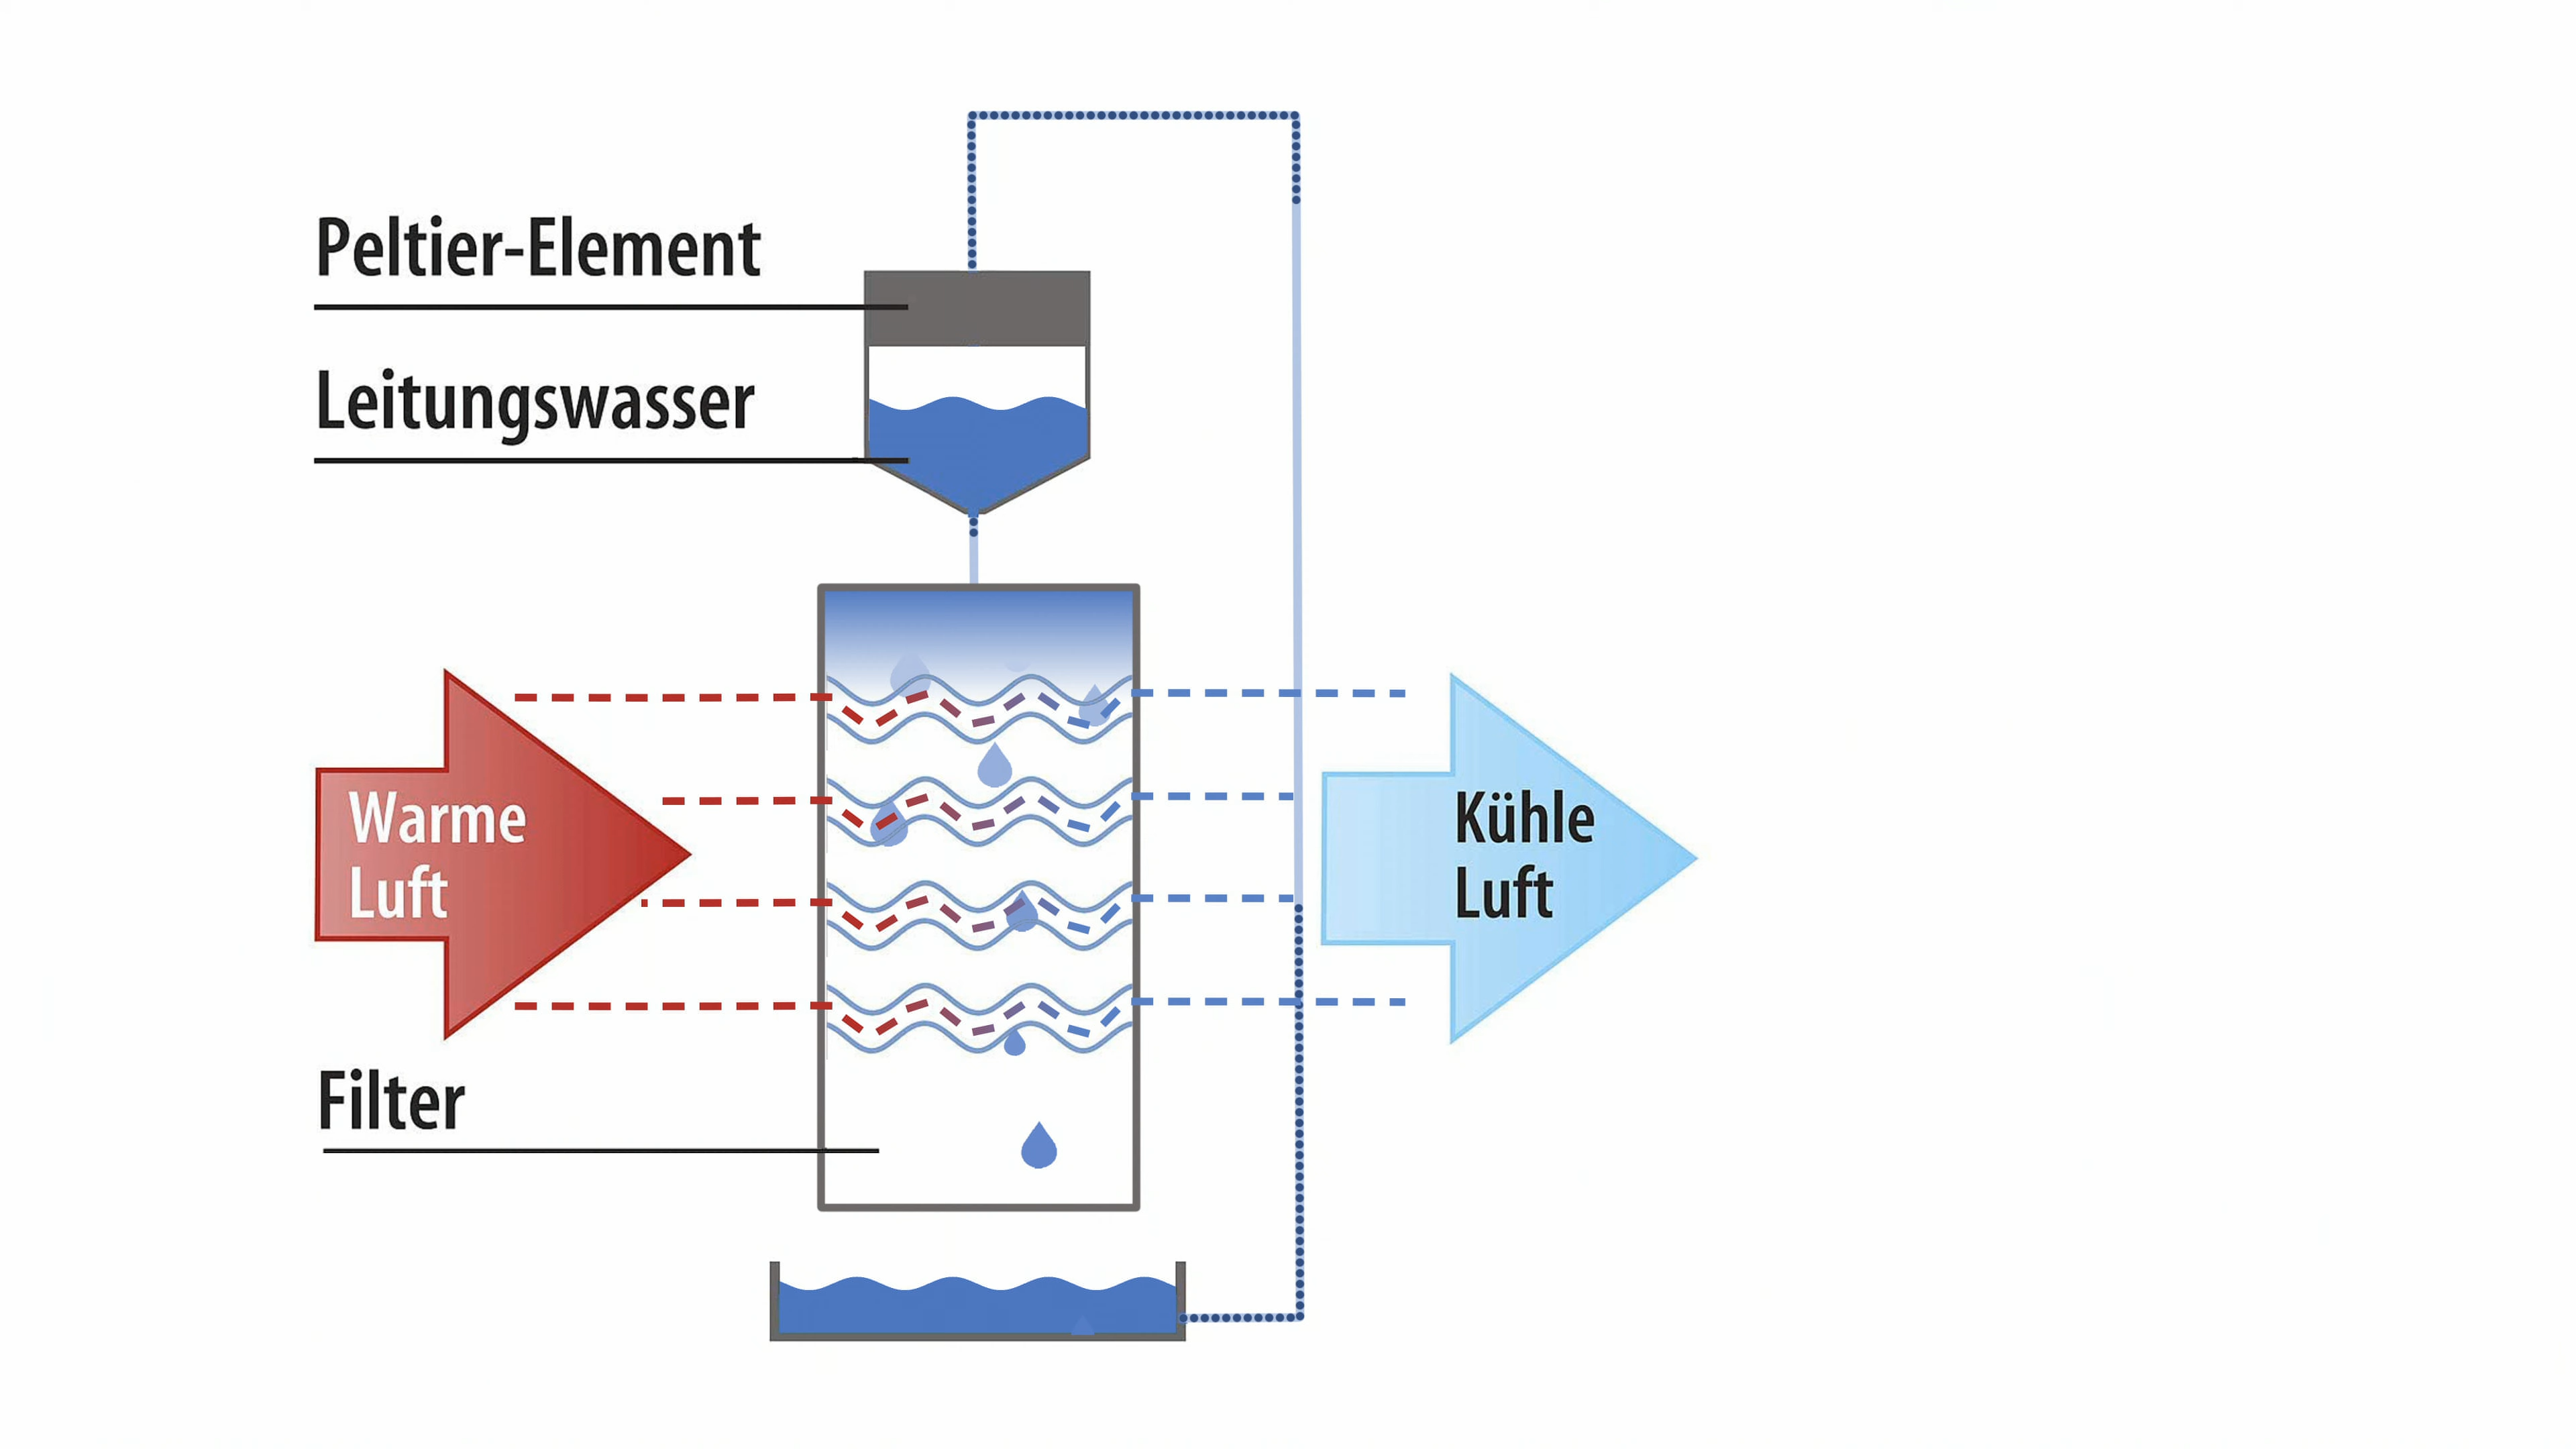 Peltier-Element
Leitungswasser
Warme
Luft
Kühle
Luft
Filter